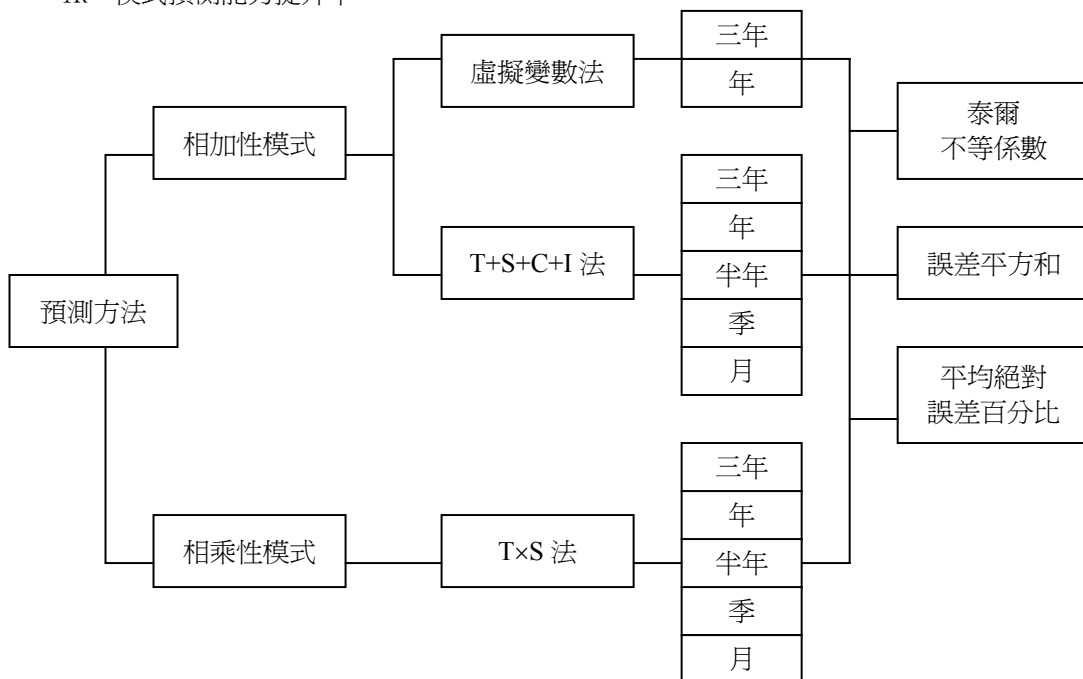 虛擬變數法
三年
年
泰爾
不等係數
相加性模式
三年
年
T+S+C+I 法
半年
季
月
誤差平方和
預測方法
平均絕對
誤差百分比
相乘性模式
T×S 法
三年
年
半年
季
月